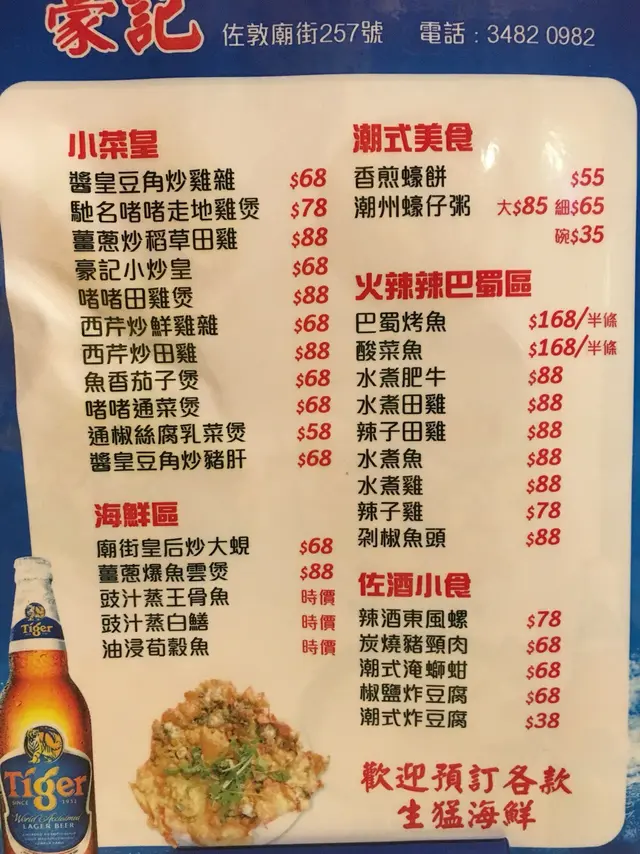 豪記 佐敦廟街257號 電話：3482 0982
小菜皇
醬皇豆角炒雞雜 $68
馳名啫啫走地雞煲 $78
薑蔥炒稻草田雞 $88
豪記小炒皇 $68
啫啫田雞煲 $88
西芹炒鮮雞雜 $68
西芹炒田雞 $88
魚香茄子煲 $68
啫啫通菜煲 $68
通椒絲腐乳菜煲 $58
醬皇豆角炒豬肝 $68
海鮮區
廟街皇后炒大蜆 $68
薑蔥爆魚雲煲 $88
豉汁蒸王骨魚 時價
豉汁蒸白鱔 時價
油浸荀殼魚 時價
潮式美食
香煎蠔餅 $55
潮州蠔仔粥 大$85 細$65
碗$35
火辣辣巴蜀區
巴蜀烤魚 $168/半條
酸菜魚 $168/半條
水煮肥牛 $88
水煮田雞 $88
辣子田雞 $88
水煮魚 $88
水煮雞 $88
辣子雞 $78
剁椒魚頭 $88
佐酒小食
辣酒東風螺 $78
炭燒豬頸肉 $68
潮式淹螄蚶 $68
椒鹽炸豆腐 $68
潮式炸豆腐 $38
歡迎預訂各款
生猛海鮮
Tiger
Tiger
SINCE 1932
World Acclaimed
LAGER BEER